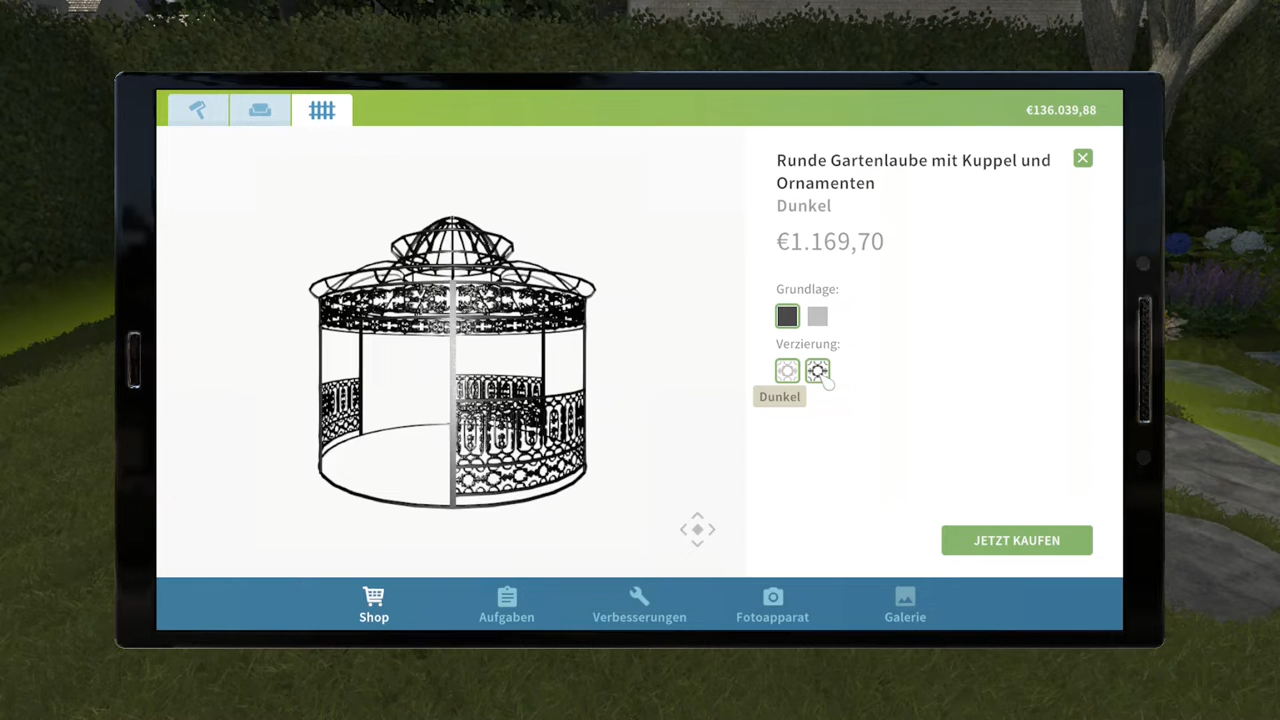 €136.039,88
Runde Gartenlaube mit Kuppel und
Ornamenten
Dunkel
€1.169,70
Grundlage:
Verzierung:
Dunkel
JETZT KAUFEN
Shop
Aufgaben
Verbesserungen
Fotoapparat
Galerie